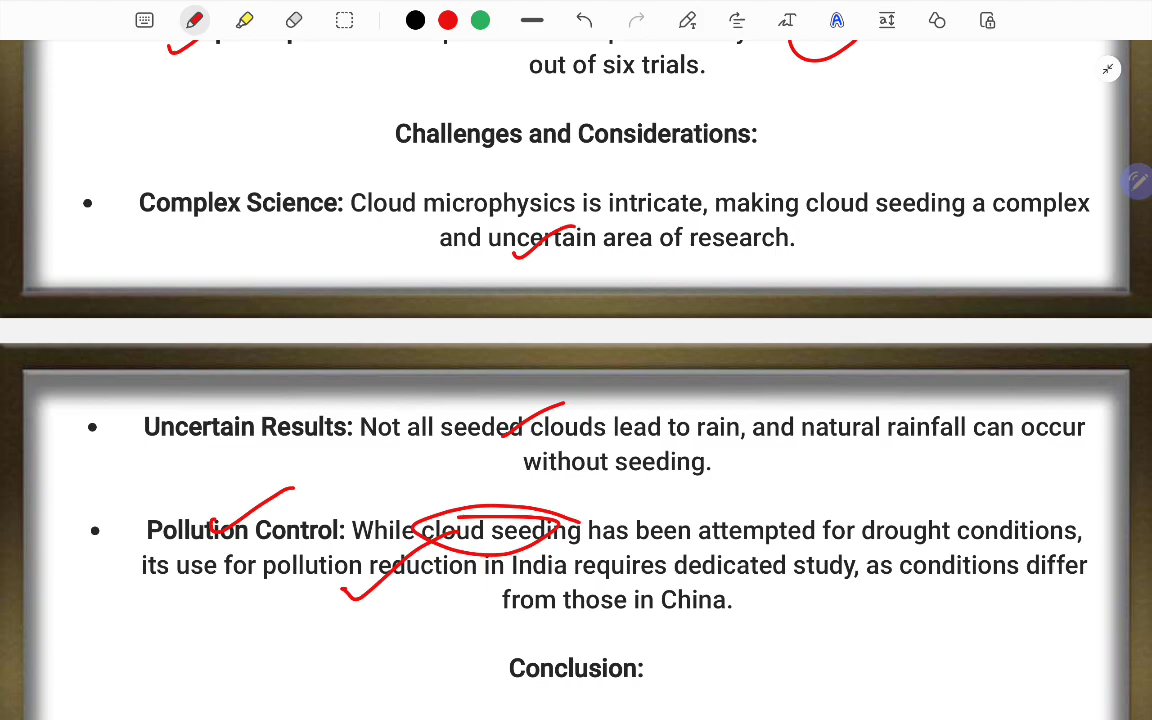 out of six trials.
Challenges and Considerations:
• Complex Science: Cloud microphysics is intricate, making cloud seeding a complex
and uncertain area of research.
• Uncertain Results: Not all seeded clouds lead to rain, and natural rainfall can occur
without seeding.
• Pollution Control: While cloud seeding has been attempted for drought conditions,
its use for pollution reduction in India requires dedicated study, as conditions differ
from those in China.
Conclusion: